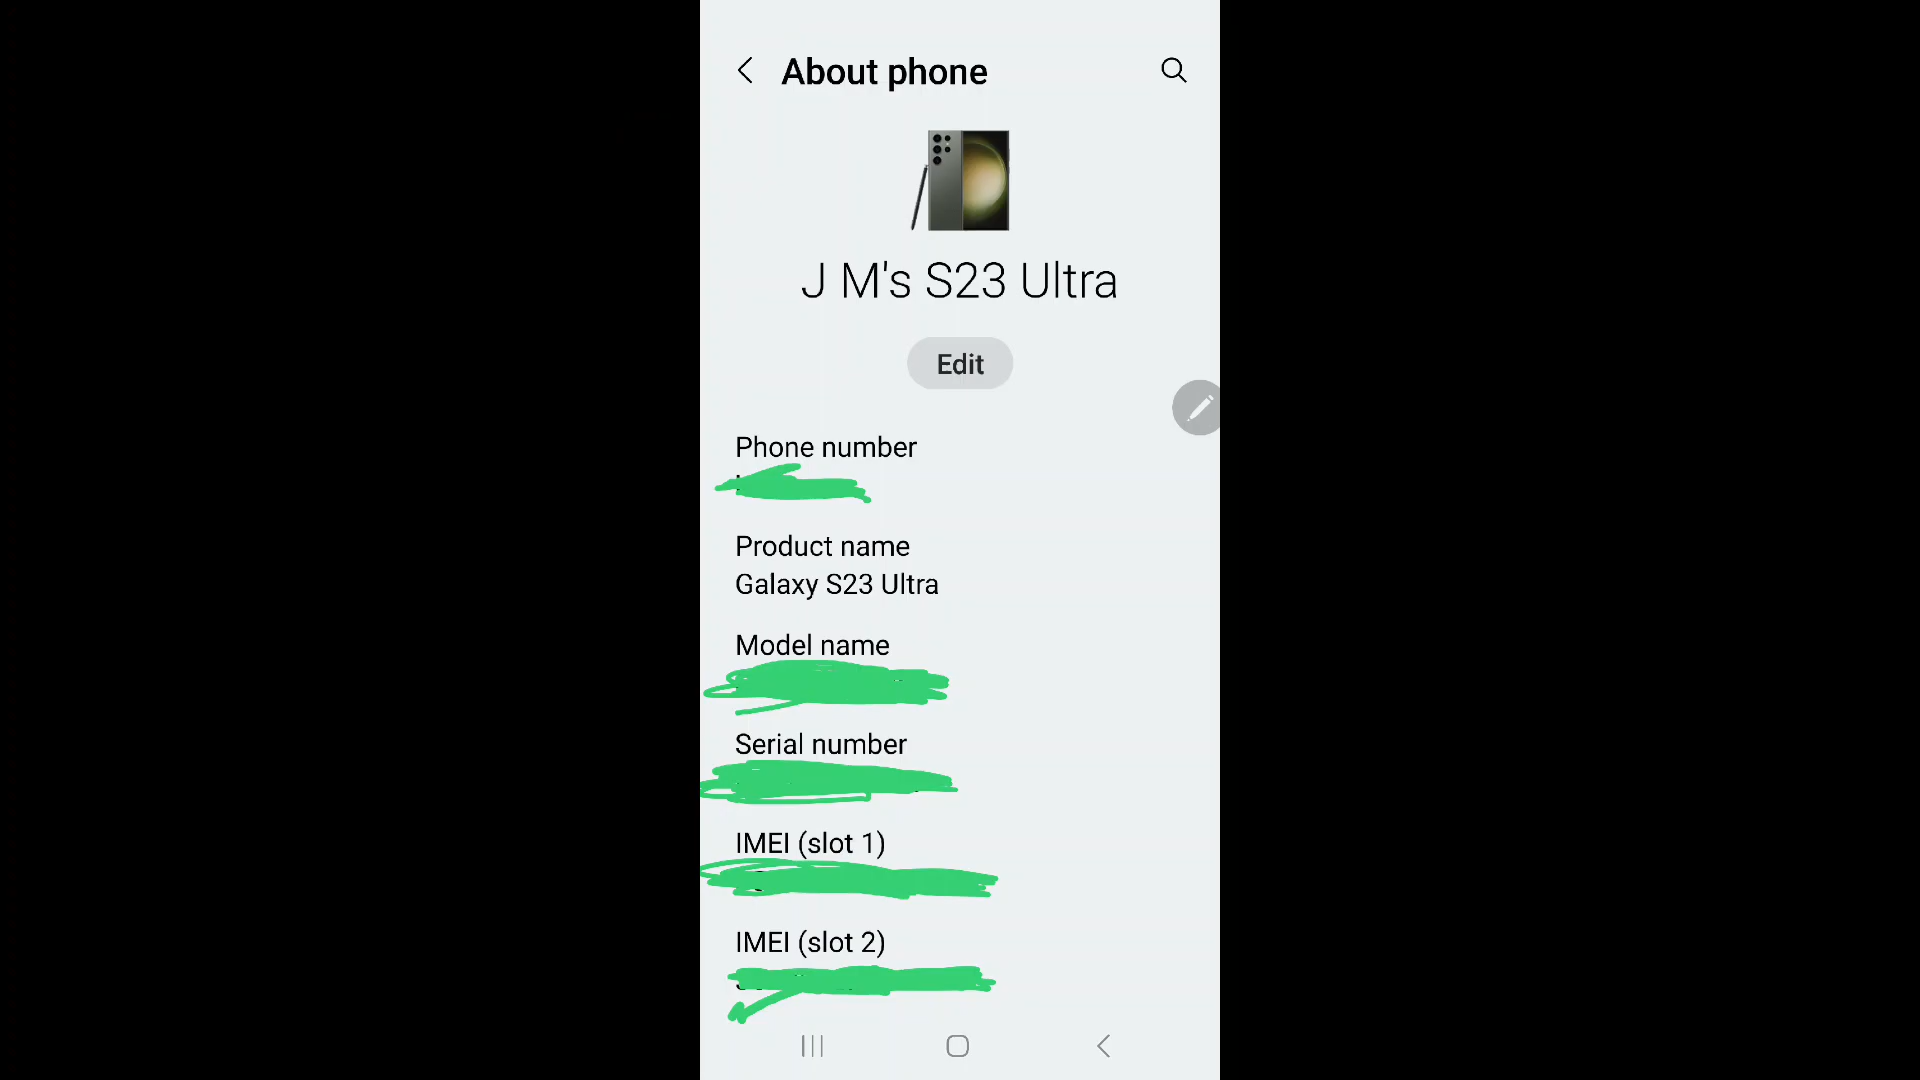 About phone
J M's S23 Ultra
Edit
Phone number
Product name
Galaxy S23 Ultra
Model name
Serial number
IMEI (slot 1)
IMEI (slot 2)